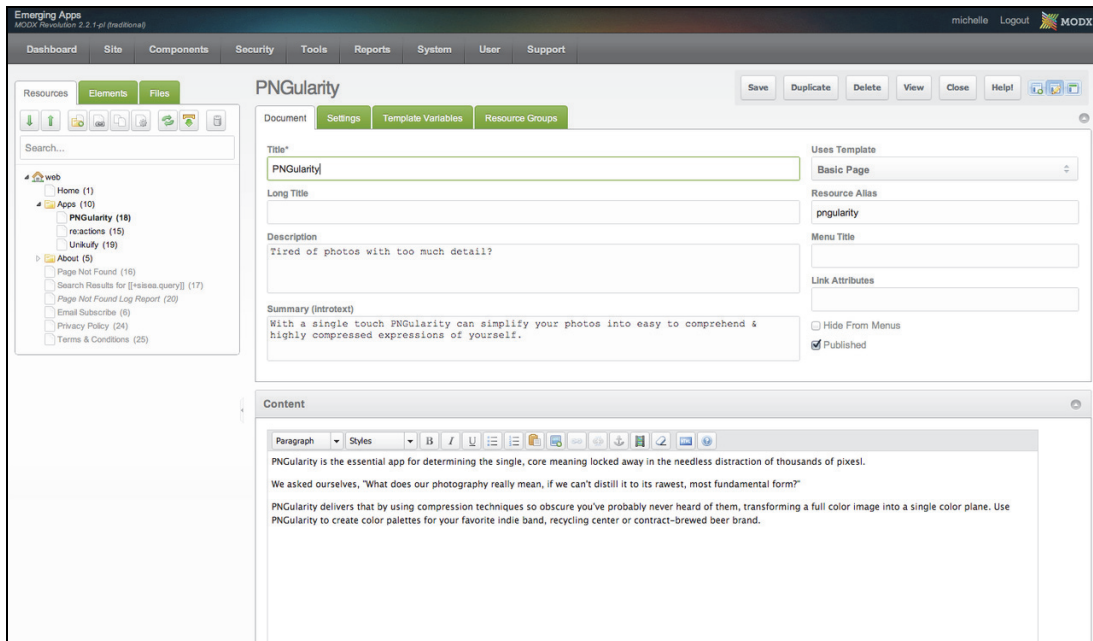 Emerging Apps
MODX Revolution 2.2.1-pl (traditional)
michelle Logout MODX
Dashboard Site Components Security Tools Reports System User Support
Resources Elements Files
Search...
web
Home (1)
Apps (10)
PNGularity (18)
re:actions (15)
Unikuify (19)
About (5)
Page Not Found (16)
Search Results for [[+sisea.query]] (17)
Page Not Found Log Report (20)
Email Subscribe (6)
Privacy Policy (24)
Terms & Conditions (25)
PNGularity
Save Duplicate Delete View Close Help!
Document Settings Template Variables Resource Groups
Title*
PNGularity
Long Title
Description
Tired of photos with too much detail?
Summary (introtext)
With a single touch PNGularity can simplify your photos into easy to comprehend &
highly compressed expressions of yourself.
Uses Template
Basic Page
Resource Alias
pngularity
Menu Title
Link Attributes
Hide From Menus
Published
Content
Paragraph Styles B I U
PNGularity is the essential app for determining the single, core meaning locked away in the needless distraction of thousands of pixesl.
We asked ourselves, "What does our photography really mean, if we can't distill it to its rawest, most fundamental form?"
PNGularity delivers that by using compression techniques so obscure you've probably never heard of them, transforming a full color image into a single color plane. Use
PNGularity to create color palettes for your favorite indie band, recycling center or contract-brewed beer brand.